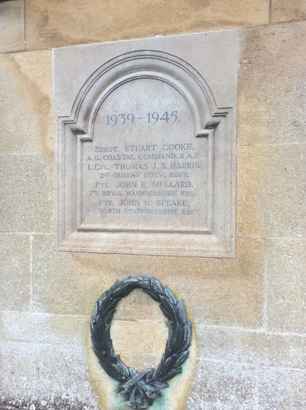 1939-1945.
SERGT. STUART COOKE.
A.G. COASTAL COMMAND. R.A.F.
L.CPL. THOMAS J. S. HARRIS.
2ND QUEENS ROYAL REGT.
PTE. JOHN E. MULLARD.
7TH ROYAL WARWICKSHIRE REGT.
PTE. JOHN H. SPEAKE,
NORTH STAFFORDSHIRE REGT.